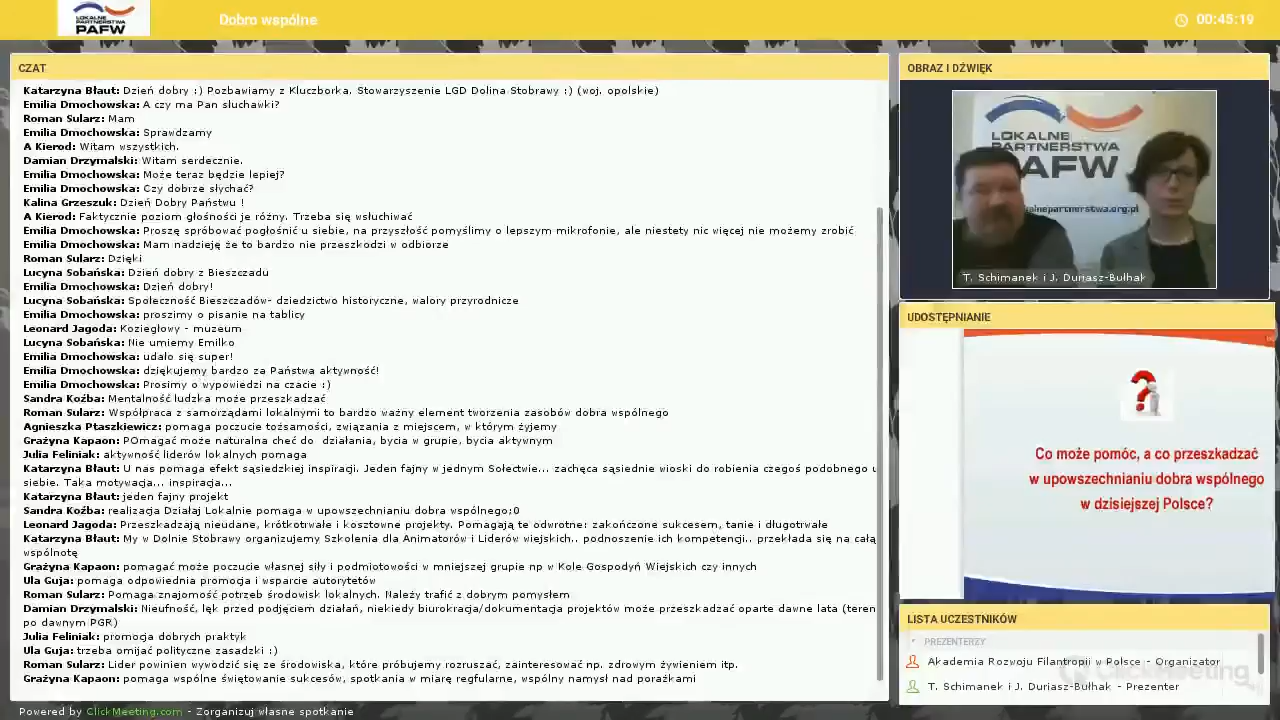 LOKALNE
PARTNERSTWA
PAFW
Dobro wspólne
00:45:19
CZAT
Katarzyna Błaut: Dzień dobry :) Pozbawiamy z Kluczborka. Stowarzyszenie LGD Dolina Stobrawy :) (woj. opolskie)
Emilia Dmochowska: A czy ma Pan słuchawki?
Roman Sularz: Mam
Emilia Dmochowska: Sprawdzamy
A Kierod: Witam wszystkich.
Damian Drzymalski: Witam serdecznie.
Emilia Dmochowska: Może teraz będzie lepiej?
Emilia Dmochowska: Czy dobrze słychać?
Kalina Grzeszuk: Dzień Dobry Państwu !
A Kierod: Faktycznie poziom głośności je różny. Trzeba się wsłuchiwać
Emilia Dmochowska: Proszę spróbować pogłośnić u siebie, na przyszłość pomyślimy o lepszym mikrofonie, ale niestety nic więcej nie możemy zrobić
Emilia Dmochowska: Mam nadzieję że to bardzo nie przeszkodzi w odbiorze
Roman Sularz: Dzięki
Lucyna Sobańska: Dzień dobry z Bieszczadu
Emilia Dmochowska: Dzień dobry!
Lucyna Sobańska: Społeczność Bieszczadów- dziedzictwo historyczne, walory przyrodnicze
Emilia Dmochowska: proszimy o pisanie na tablicy
Leonard Jagoda: Koziegłowy - muzeum
Lucyna Sobańska: Nie umiemy Emilko
Emilia Dmochowska: udało się super!
Emilia Dmochowska: dziękujemy bardzo za Państwa aktywność!
Emilia Dmochowska: Prosimy o wypowiedzi na czacie :)
Sandra Koźba: Mentalność ludzka może przeszkadzać
Roman Sularz: Współpraca z samorządami lokalnymi to bardzo ważny element tworzenia zasobów dobra wspólnego
Agnieszka Ptaszkiewicz: pomaga poczucie tożsamości, związania z miejscem, w którym żyjemy
Grażyna Kapaon: POmagać może naturalna cheć do działania, bycia w grupie, bycia aktywnym
Julia Feliniak: aktywność liderów lokalnych pomaga
Katarzyna Błaut: U nas pomaga efekt sąsiedzkiej inspiracji. Jeden fajny w jednym Sołectwie... zachęca sąsiednie wioski do robienia czegoś podobnego u
siebie. Taka motywacja... inspiracja...
Katarzyna Błaut: jeden fajny projekt
Sandra Koźba: realizacja Działaj Lokalnie pomaga w upowszechnianiu dobra wspólnego;0
Leonard Jagoda: Przeszkadzają nieudane, krótkotrwałe i kosztowne projekty. Pomagają te odwrotne: zakończone sukcesem, tanie i długotrwałe
Katarzyna Błaut: My w Dolnie Stobrawy organizujemy Szkolenia dla Animatorów i Liderów wiejskich.. podnoszenie ich kompetencji.. przekłada się na całą
wspólnotę
Grażyna Kapaon: pomagać może poczucie własnej siły i podmiotowości w mniejszej grupie np w Kole Gospodyń Wiejskich czy innych
Ula Guja: pomaga odpowiednia promocja i wsparcie autorytetów
Roman Sularz: Pomaga znajomość potrzeb środowisk lokalnych. Należy trafić z dobrym pomysłem
Damian Drzymalski: Nieufność, lęk przed podjęciem działań, niekiedy biurokracja/dokumentacja projektów może przeszkadzać oparte dawne lata (teren
po dawnym PGR)
Julia Feliniak: promocja dobrych praktyk
Ula Guja: trzeba omijać polityczne zasadzki :)
Roman Sularz: Lider powinien wywodzić się ze środowiska, które próbujemy rozruszać, zainteresować np. zdrowym żywieniem itp.
Grażyna Kapaon: pomaga wspólne świętowanie sukcesów, spotkania w miarę regfularne, wspólny namysł nad porażkami
Powered by ClickMeeting.com - Zorganizuj własne spotkanie
OBRAZ I DŹWIĘK
LOKALNE
PARTNERSTWA
PAFW
alnepartnerstwa.org.pl
T. Schimanek i J. Duriasz-Bułhak
UDOSTĘPNIANIE
Co może pomóc, a co przeszkadzać
w upowszechnianiu dobra wspólnego
w dzisiejszej Polsce?
LISTA UCZESTNIKÓW
PREZENTERZY
Akademia Rozwoju Filantropii w Polsce - Organizator
T. Schimanek i J. Duriasz-Bułhak - Prezenter
ClickMeeting